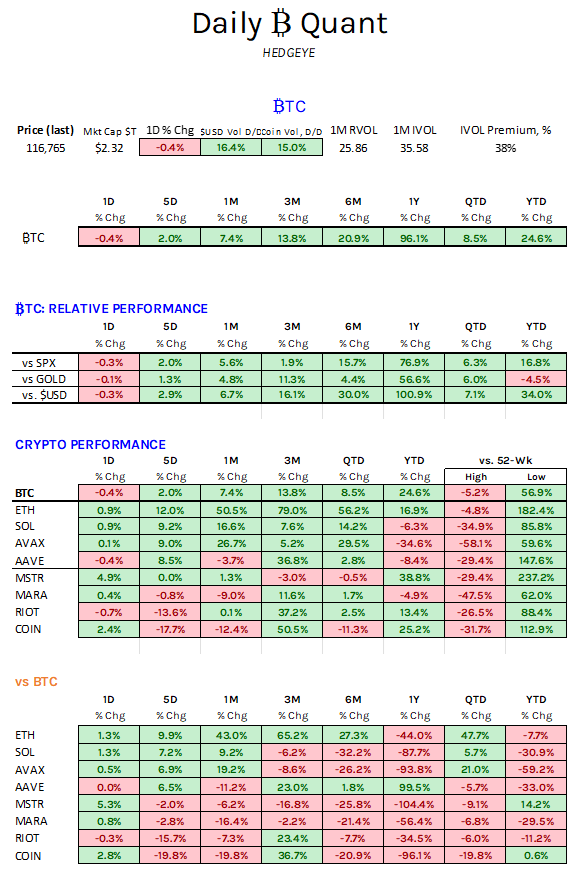 Daily ₿ Quant
HEDGEYE
₿TC
Price (last) Mkt Cap $T 1D % Chg $USD Vol D/D Coin Vol, D/D 1M RVOL 1M IVOL IVOL Premium, %
116,765 $2.32 -0.4% 16.4% 15.0% 25.86 35.58 38%
1D 5D 1M 3M 6M 1Y QTD YTD
% Chg % Chg % Chg % Chg % Chg % Chg % Chg % Chg
₿TC -0.4% 2.0% 7.4% 13.8% 20.9% 96.1% 8.5% 24.6%
₿TC: RELATIVE PERFORMANCE
1D 5D 1M 3M 6M 1Y QTD YTD
% Chg % Chg % Chg % Chg % Chg % Chg % Chg % Chg
vs SPX -0.3% 2.0% 5.6% 1.9% 15.7% 76.9% 6.3% 16.8%
vs GOLD -0.1% 1.3% 4.8% 11.3% 4.4% 56.6% 6.0% -4.5%
vs. $USD -0.3% 2.9% 6.7% 16.1% 30.0% 100.9% 7.1% 34.0%
CRYPTO PERFORMANCE
1D 5D 1M 3M QTD YTD vs. 52-Wk
% Chg % Chg % Chg % Chg % Chg % Chg High Low
BTC -0.4% 2.0% 7.4% 13.8% 8.5% 24.6% -5.2% 56.9%
ETH 0.9% 12.0% 50.5% 79.0% 56.2% 16.9% -4.8% 182.4%
SOL 0.9% 9.2% 16.6% 7.6% 14.2% -6.3% -34.9% 85.8%
AVAX 0.1% 9.0% 26.7% 5.2% 29.5% -34.6% -58.1% 59.6%
AAVE -0.4% 8.5% -3.7% 36.8% 2.8% -8.4% -29.4% 147.6%
MSTR 4.9% 0.0% 1.3% -3.0% -0.5% 38.8% -29.4% 237.2%
MARA 0.4% -0.8% -9.0% 11.6% 1.7% -4.9% -47.5% 62.0%
RIOT -0.7% -13.6% 0.1% 37.2% 2.5% 13.4% -26.5% 88.4%
COIN 2.4% -17.7% -12.4% 50.5% -11.3% 25.2% -31.7% 112.9%
vs BTC
1D 5D 1M 3M 6M 1Y QTD YTD
% Chg % Chg % Chg % Chg % Chg % Chg % Chg % Chg
ETH 1.3% 9.9% 43.0% 65.2% 27.3% -44.0% 47.7% -7.7%
SOL 1.3% 7.2% 9.2% -6.2% -32.2% -87.7% 5.7% -30.9%
AVAX 0.5% 6.9% 19.2% -8.6% -26.2% -93.8% 21.0% -59.2%
AAVE 0.0% 6.5% -11.2% 23.0% 1.8% 99.5% -5.7% -33.0%
MSTR 5.3% -2.0% -6.2% -16.8% -25.8% -104.4% -9.1% 14.2%
MARA 0.8% -2.8% -16.4% -2.2% -21.4% -56.4% -6.8% -29.5%
RIOT -0.3% -15.7% -7.3% 23.4% -7.7% -34.5% -6.0% -11.2%
COIN 2.8% -19.8% -19.8% 36.7% -20.9% -96.1% -19.8% 0.6%